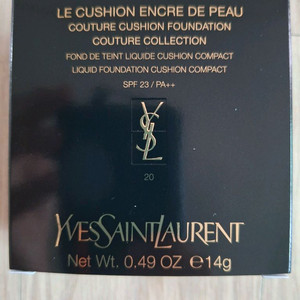 LE CUSHION ENCRE DE PEAU
COUTURE CUSHION FOUNDATION
COUTURE COLLECTION
FOND DE TEINT LIQUIDE CUSHION COMPACT
LIQUID FOUNDATION CUSHION COMPACT
SPF 23 / PA++
YSL
20
YVESSAINTLAURENT
Net Wt. 0.49 OZ ℮14g